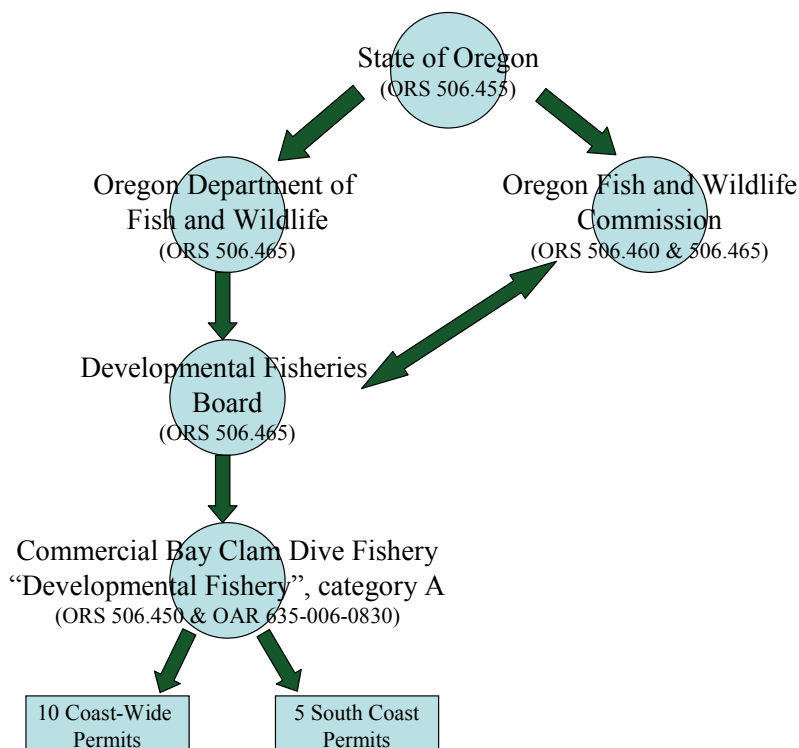 State of Oregon
(ORS 506.455)
Oregon Department of
Fish and Wildlife
(ORS 506.465)
Oregon Fish and Wildlife
Commission
(ORS 506.460 & 506.465)
Developmental Fisheries
Board
(ORS 506.465)
Commercial Bay Clam Dive Fishery
“Developmental Fishery”, category A
(ORS 506.450 & OAR 635-006-0830)
10 Coast-Wide
Permits
5 South Coast
Permits